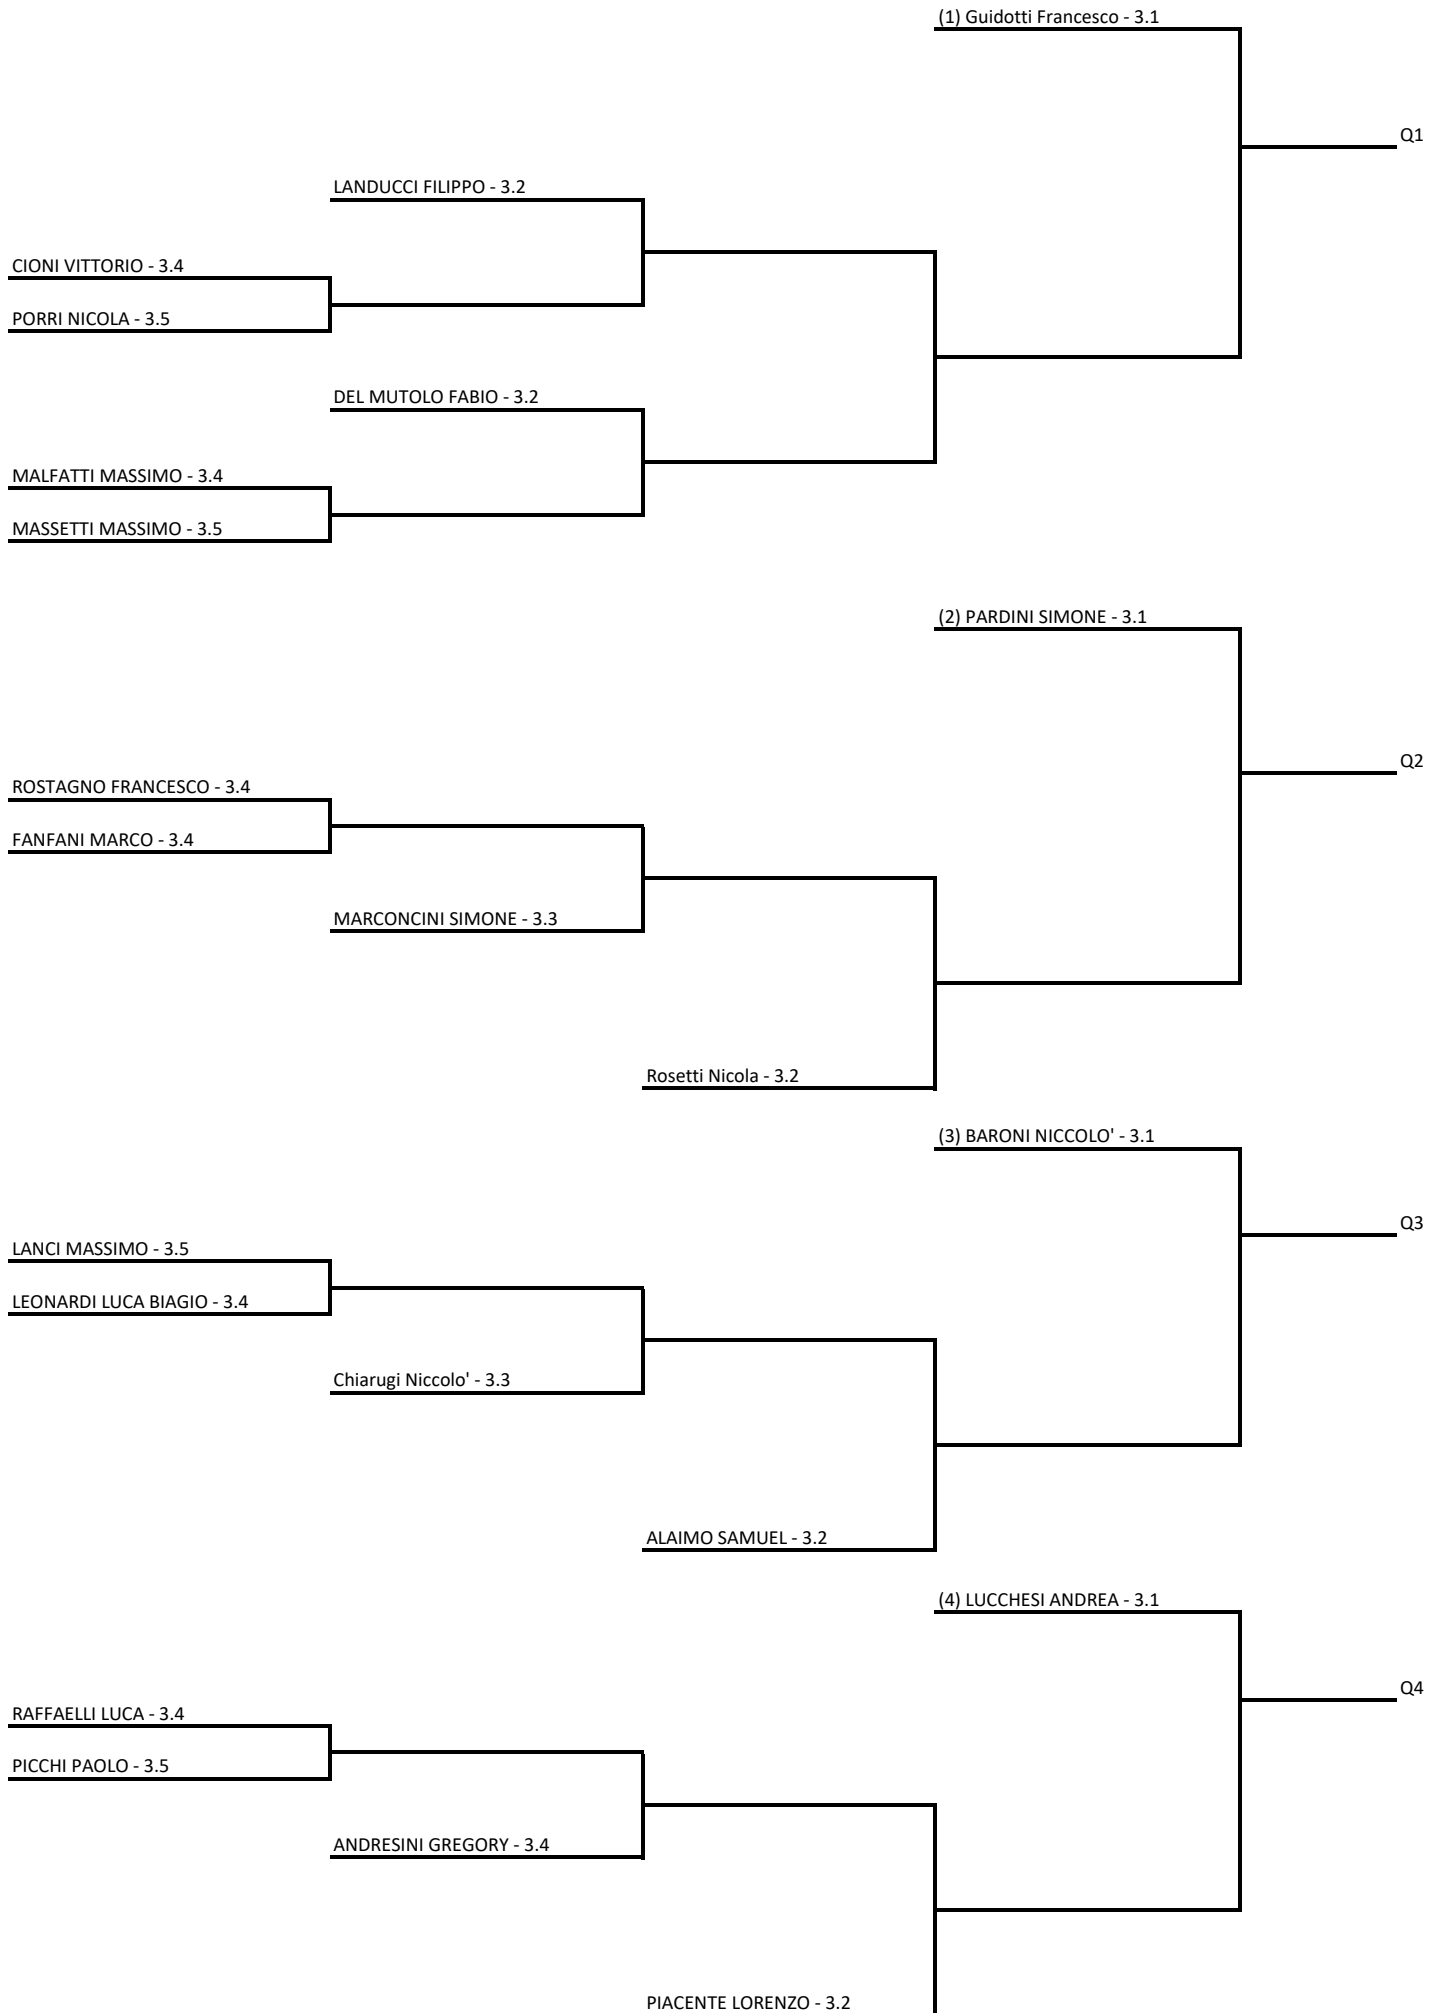 (1) Guidotti Francesco - 3.1
Q1
LANDUCCI FILIPPO - 3.2
CIONI VITTORIO - 3.4
PORRI NICOLA - 3.5
DEL MUTOLO FABIO - 3.2
MALFATTI MASSIMO - 3.4
MASSETTI MASSIMO - 3.5
(2) PARDINI SIMONE - 3.1
Q2
ROSTAGNO FRANCESCO - 3.4
FANFANI MARCO - 3.4
MARCONCINI SIMONE - 3.3
Rosetti Nicola - 3.2
(3) BARONI NICCOLO' - 3.1
Q3
LANCI MASSIMO - 3.5
LEONARDI LUCA BIAGIO - 3.4
Chiarugi Niccolo' - 3.3
ALAIMO SAMUEL - 3.2
(4) LUCCHESI ANDREA - 3.1
Q4
RAFFAELLI LUCA - 3.4
PICCHI PAOLO - 3.5
ANDRESINI GREGORY - 3.4
PIACENTE LORENZO - 3.2